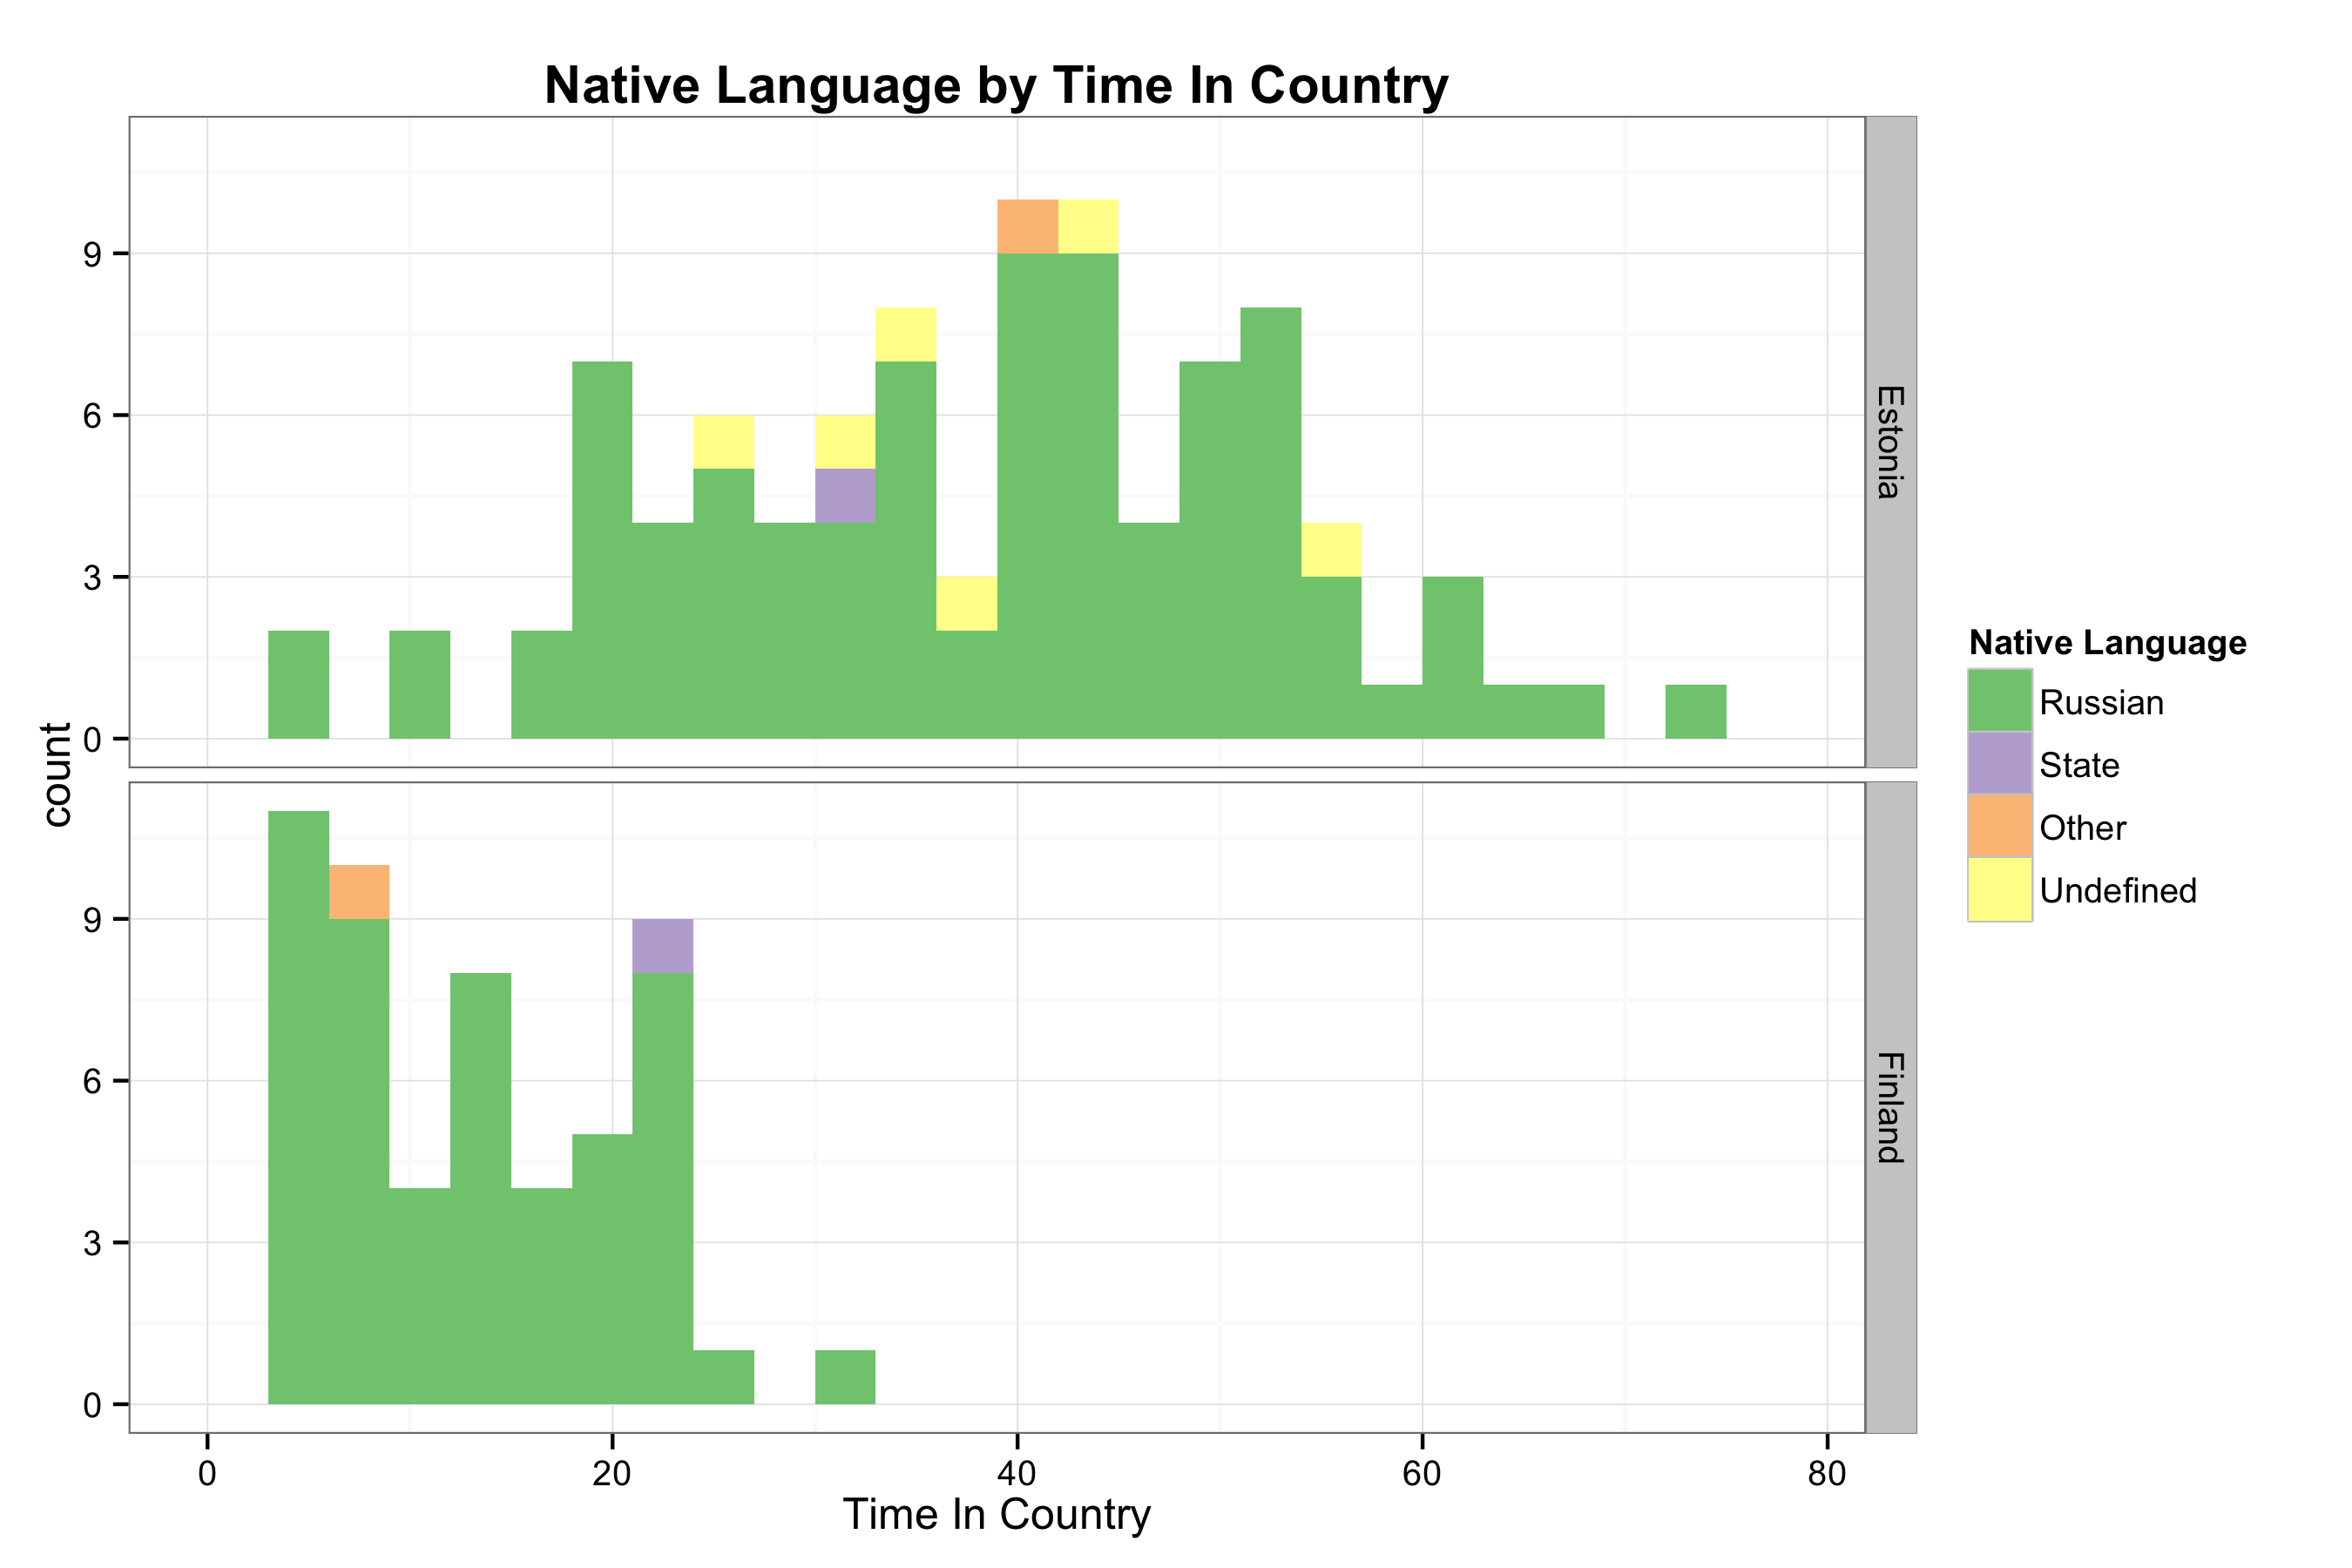 Native Language by Time In Country
9
6
3
0
Estonia
count
9
6
3
0
Finland
0 20 40 60 80
Time In Country
Native Language
Russian
State
Other
Undefined